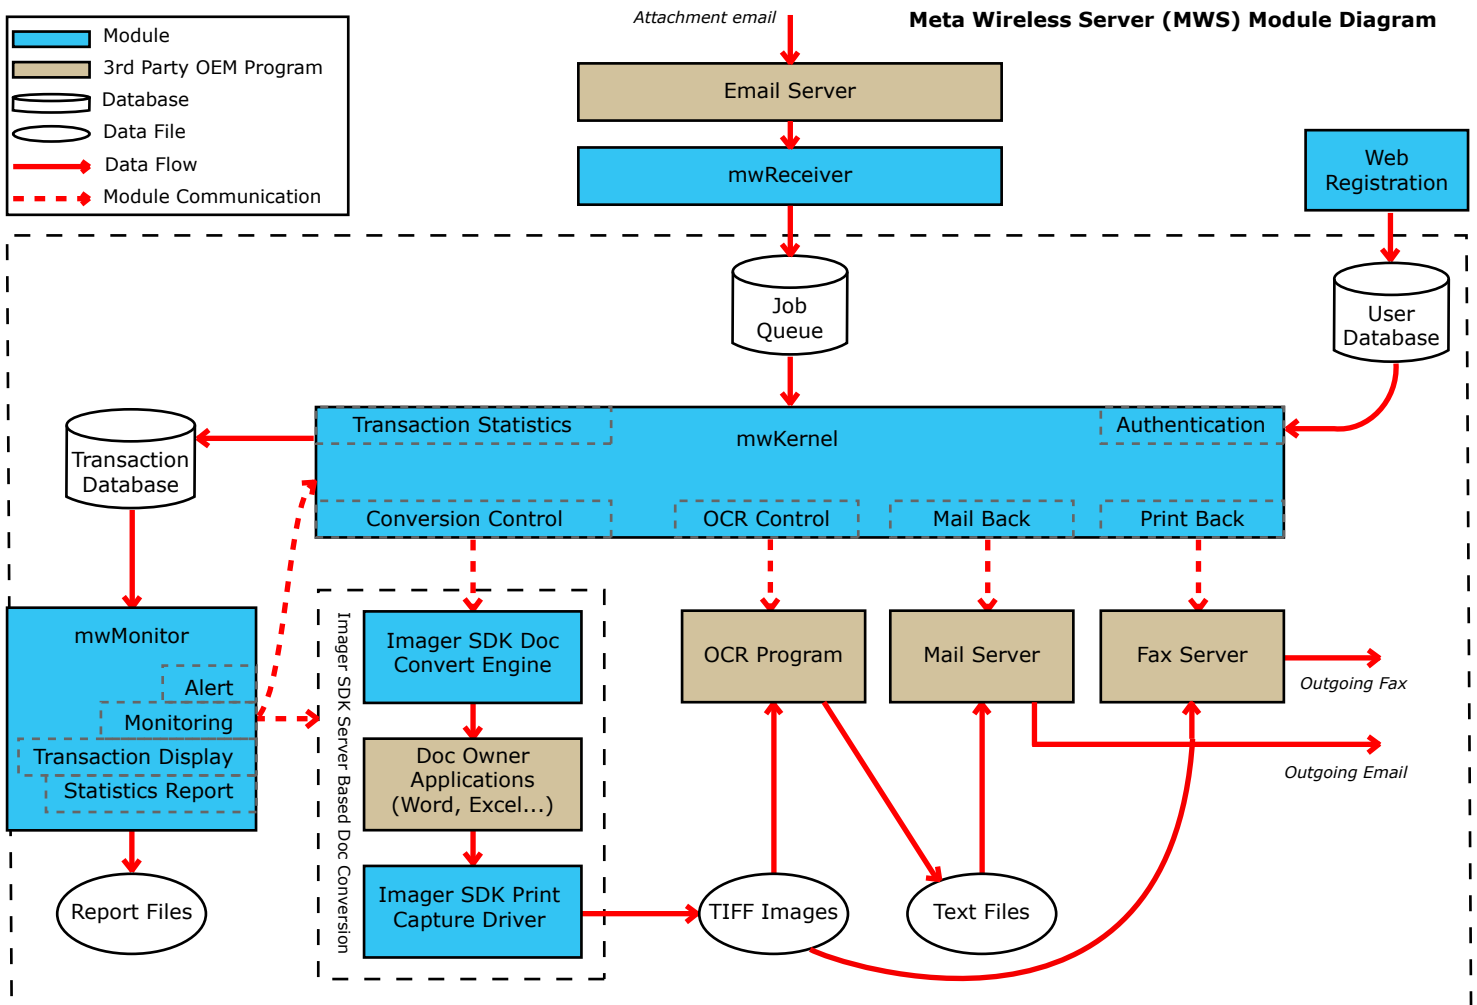 Attachment email
Meta Wireless Server (MWS) Module Diagram
Module
3rd Party OEM Program
Database
Data File
Data Flow
Module Communication
Email Server
mwReceiver
Web
Registration
Job
Queue
User
Database
Transaction Statistics
mwKernel
Authentication
Transaction
Database
Conversion Control
OCR Control
Mail Back
Print Back
mwMonitor
Alert
Monitoring
Transaction Display
Statistics Report
Imager SDK Server Based Doc Conversion
Imager SDK Doc
Convert Engine
OCR Program
Mail Server
Fax Server
Outgoing Fax
Doc Owner
Applications
(Word, Excel...)
Outgoing Email
Report Files
Imager SDK Print
Capture Driver
TIFF Images
Text Files